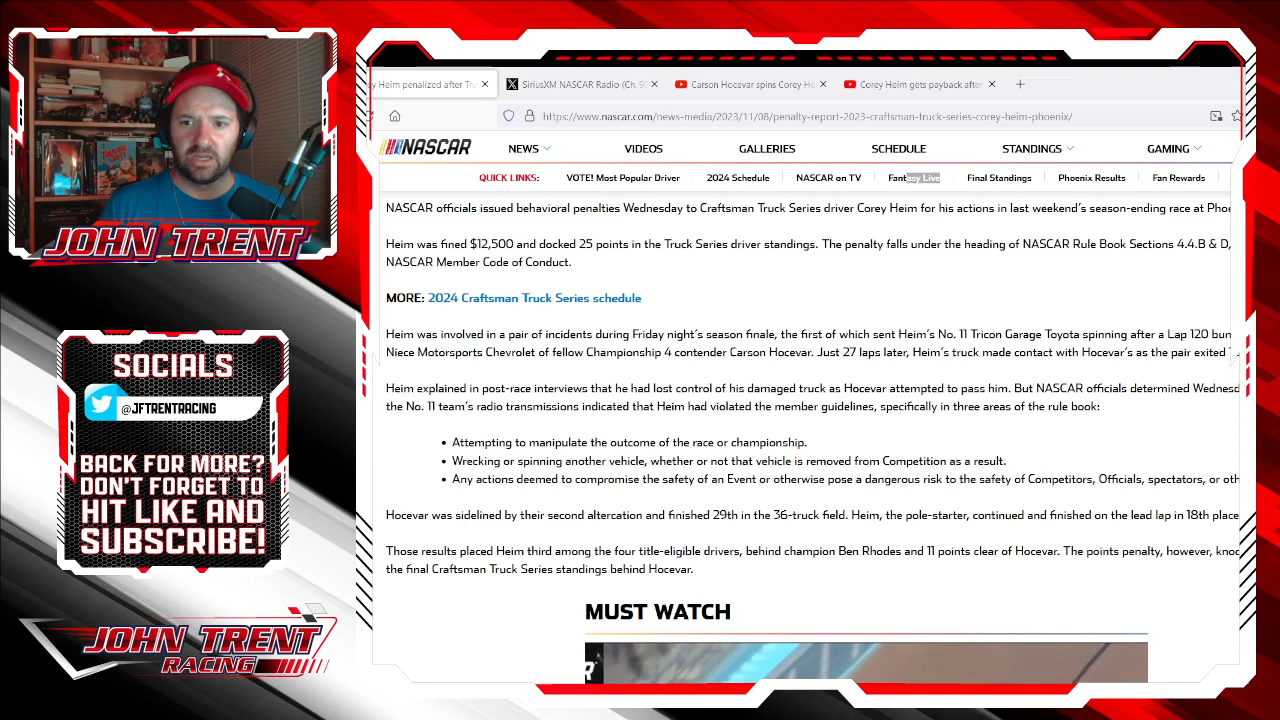 ey Heim penalized after Tru
SiriusXM NASCAR Radio (Ch. 90
Carson Hocevar spins Corey He
Corey Heim gets payback after
https://www.nascar.com/news-media/2023/11/08/penalty-report-2023-craftsman-truck-series-corey-heim-phoenix/
NASCAR
NEWS
VIDEOS
GALLERIES
SCHEDULE
STANDINGS
GAMING
QUICK LINKS:
VOTE! Most Popular Driver
2024 Schedule
NASCAR on TV
Fantasy Live
Final Standings
Phoenix Results
Fan Rewards
NASCAR officials issued behavioral penalties Wednesday to Craftsman Truck Series driver Corey Heim for his actions in last weekend's season-ending race at Phoe
Heim was fined $12,500 and docked 25 points in the Truck Series driver standings. The penalty falls under the heading of NASCAR Rule Book Sections 4.4.B & D,
NASCAR Member Code of Conduct.
MORE: 2024 Craftsman Truck Series schedule
Heim was involved in a pair of incidents during Friday night's season finale, the first of which sent Heim's No. 11 Tricon Garage Toyota spinning after a Lap 120 bun
Niece Motorsports Chevrolet of fellow Championship 4 contender Carson Hocevar. Just 27 laps later, Heim's truck made contact with Hocevar's as the pair exited
Heim explained in post-race interviews that he had lost control of his damaged truck as Hocevar attempted to pass him. But NASCAR officials determined Wednesd
the No. 11 team's radio transmissions indicated that Heim had violated the member guidelines, specifically in three areas of the rule book:
• Attempting to manipulate the outcome of the race or championship.
• Wrecking or spinning another vehicle, whether or not that vehicle is removed from Competition as a result.
• Any actions deemed to compromise the safety of an Event or otherwise pose a dangerous risk to the safety of Competitors, Officials, spectators, or oth
Hocevar was sidelined by their second altercation and finished 29th in the 36-truck field. Heim, the pole-starter, continued and finished on the lead lap in 18th place
Those results placed Heim third among the four title-eligible drivers, behind champion Ben Rhodes and 11 points clear of Hocevar. The points penalty, however, knoc
the final Craftsman Truck Series standings behind Hocevar.
MUST WATCH
JOHN TRENT
SOCIALS
@JFTRENTRACING
BACK FOR MORE?
DON'T FORGET TO
HIT LIKE AND
SUBSCRIBE!
JOHN TRENT
RACING